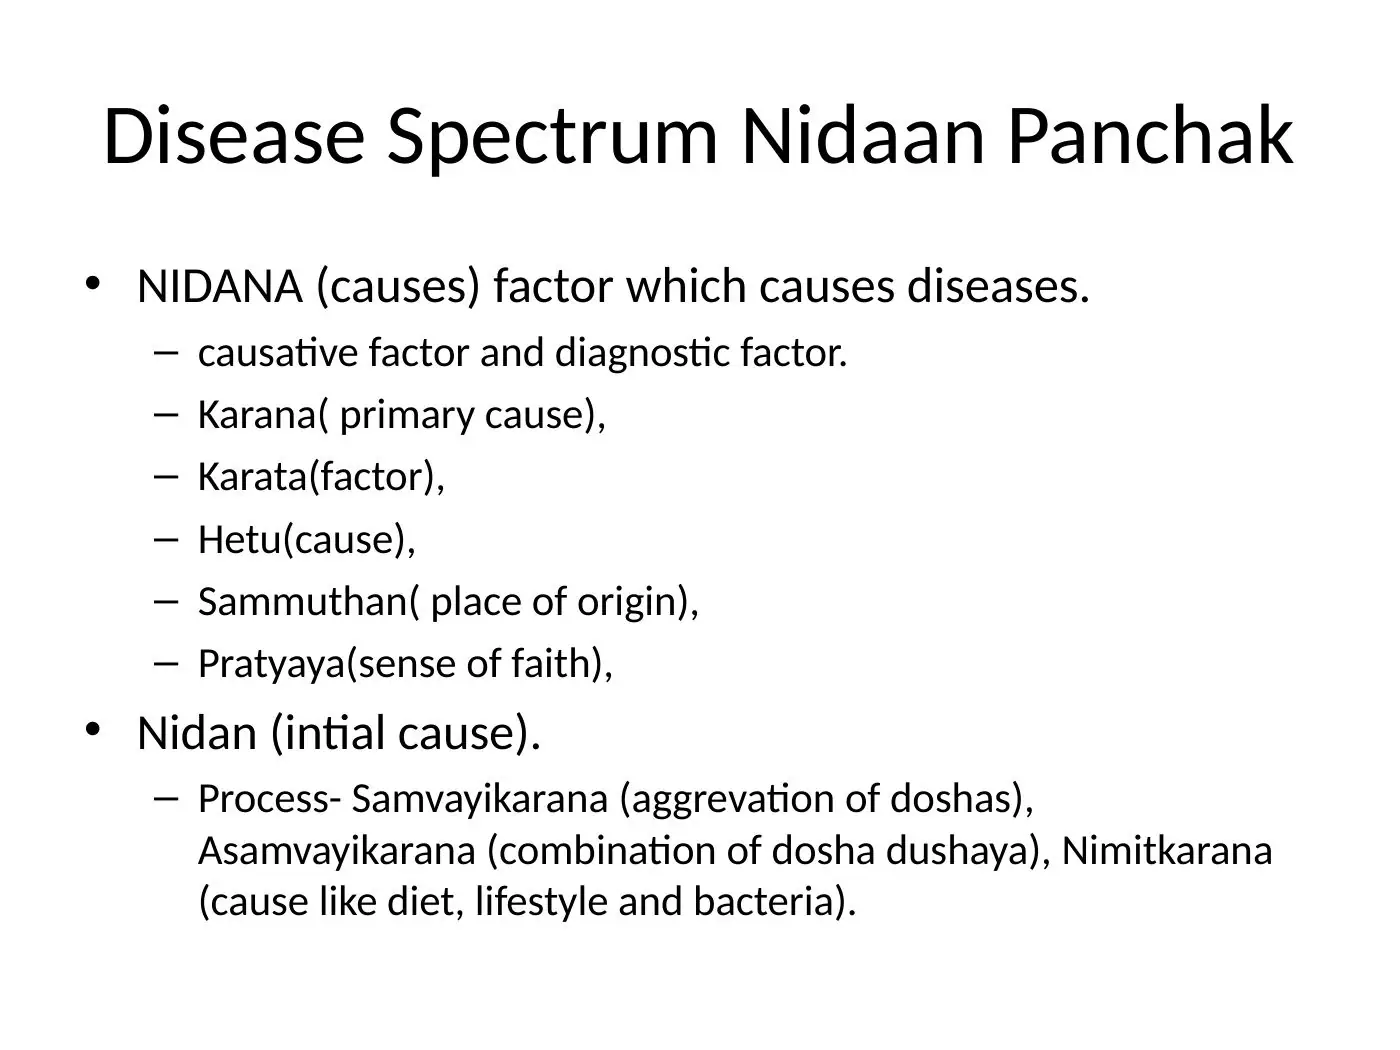 Disease Spectrum Nidaan Panchak
• NIDANA (causes) factor which causes diseases.
– causative factor and diagnostic factor.
– Karana( primary cause),
– Karata(factor),
– Hetu(cause),
– Sammuthan( place of origin),
– Pratyaya(sense of faith),
• Nidan (intial cause).
– Process- Samvayikarana (aggrevation of doshas),
Asamvayikarana (combination of dosha dushaya), Nimitkarana
(cause like diet, lifestyle and bacteria).